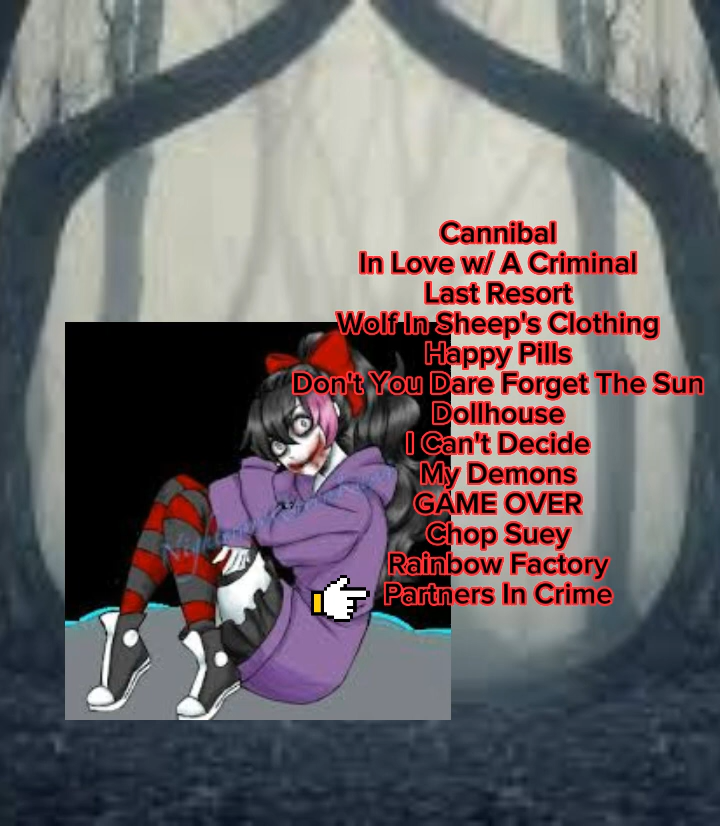 Cannibal
In Love w/ A Criminal
Last Resort
Wolf In Sheep's Clothing
Happy Pills
Don't You Dare Forget The Sun
Dollhouse
I Can't Decide
My Demons
GAME OVER
Chop Suey
Rainbow Factory
Partners In Crime